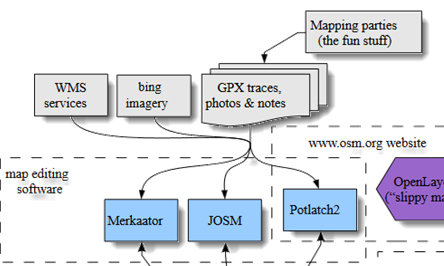 Mapping parties
(the fun stuff)
WMS
services
bing
imagery
GPX traces,
photos & notes
www.osm.org website
map editing
software
OpenLaye
("slippy ma
Merkaator
JOSM
Potlatch2